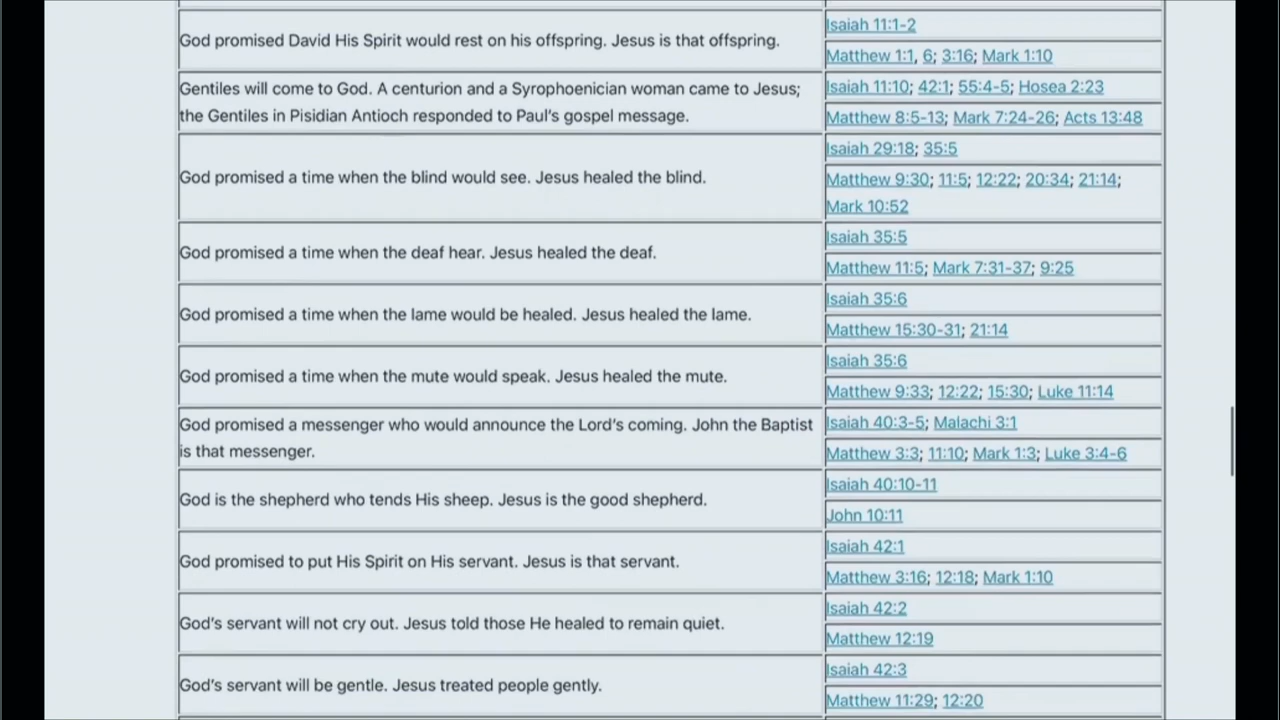 God promised David His Spirit would rest on his offspring. Jesus is that offspring.
Isaiah 11:1-2
Matthew 1:1, 6; 3:16; Mark 1:10
Gentiles will come to God. A centurion and a Syrophoenician woman came to Jesus;
the Gentiles in Pisidian Antioch responded to Paul's gospel message.
Isaiah 11:10; 42:1; 55:4-5; Hosea 2:23
Matthew 8:5-13; Mark 7:24-26; Acts 13:48
God promised a time when the blind would see. Jesus healed the blind.
Isaiah 29:18; 35:5
Matthew 9:30; 11:5; 12:22; 20:34; 21:14;
Mark 10:52
God promised a time when the deaf hear. Jesus healed the deaf.
Isaiah 35:5
Matthew 11:5; Mark 7:31-37; 9:25
God promised a time when the lame would be healed. Jesus healed the lame.
Isaiah 35:6
Matthew 15:30-31; 21:14
God promised a time when the mute would speak. Jesus healed the mute.
Isaiah 35:6
Matthew 9:33; 12:22; 15:30; Luke 11:14
God promised a messenger who would announce the Lord's coming. John the Baptist
is that messenger.
Isaiah 40:3-5; Malachi 3:1
Matthew 3:3; 11:10; Mark 1:3; Luke 3:4-6
God is the shepherd who tends His sheep. Jesus is the good shepherd.
Isaiah 40:10-11
John 10:11
God promised to put His Spirit on His servant. Jesus is that servant.
Isaiah 42:1
Matthew 3:16; 12:18; Mark 1:10
God's servant will not cry out. Jesus told those He healed to remain quiet.
Isaiah 42:2
Matthew 12:19
God's servant will be gentle. Jesus treated people gently.
Isaiah 42:3
Matthew 11:29; 12:20